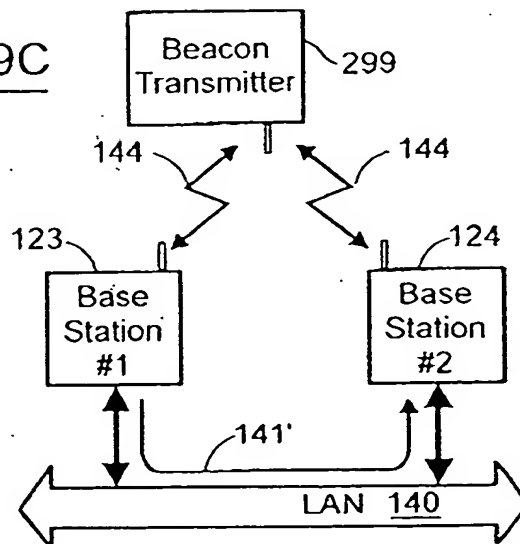 9C
Beacon
Transmitter
299
144
144
123
124
Base
Station
#1
Base
Station
#2
141'
LAN 140